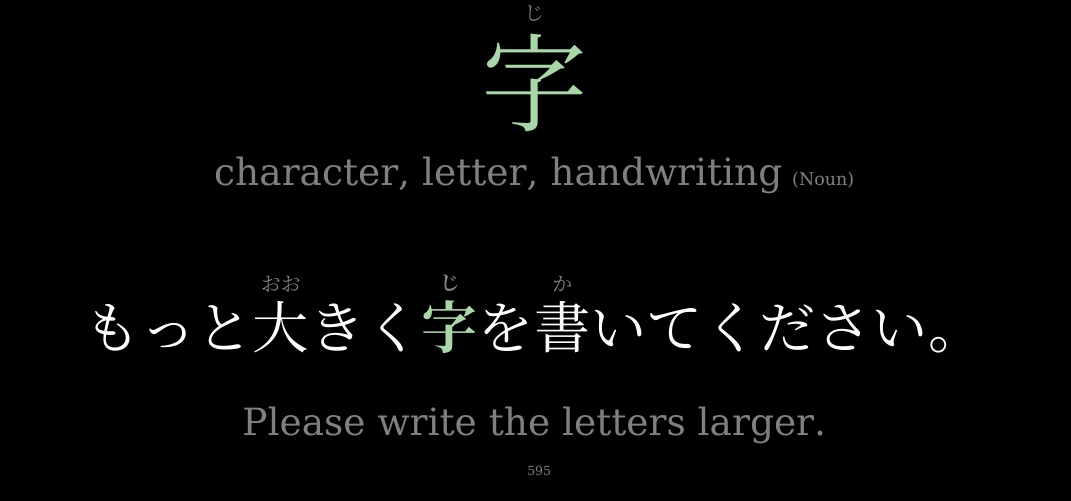 じ
字
character, letter, handwriting (Noun)
おお じ か
もっと大きく字を書いてください。
Please write the letters larger.
595